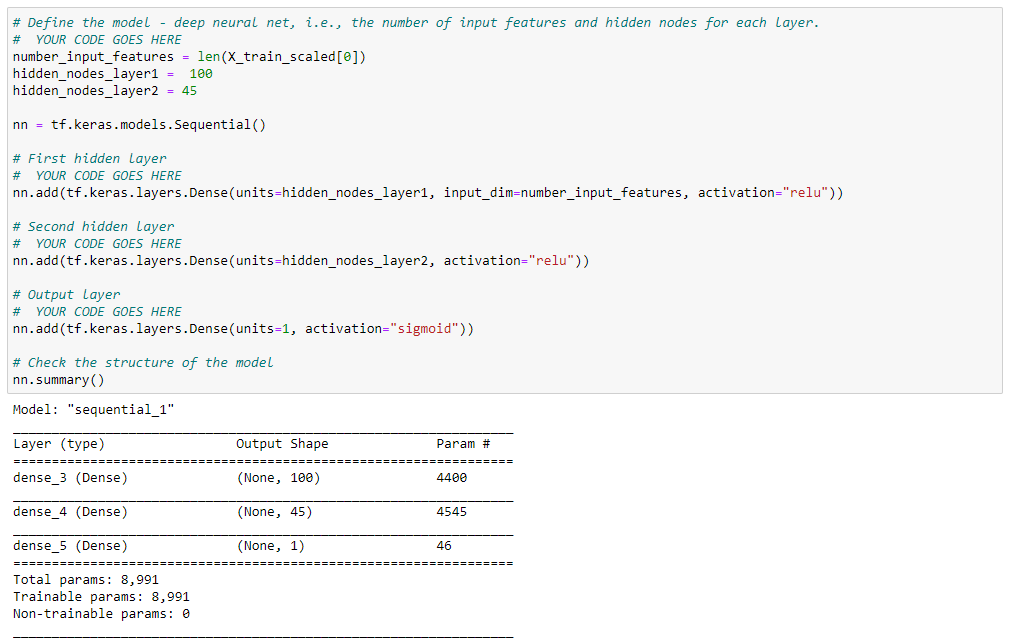 # Define the model - deep neural net, i.e., the number of input features and hidden nodes for each layer.
#  YOUR CODE GOES HERE
number_input_features = len(X_train_scaled[0])
hidden_nodes_layer1 =  100
hidden_nodes_layer2 = 45
nn = tf.keras.models.Sequential()
# First hidden layer
#  YOUR CODE GOES HERE
nn.add(tf.keras.layers.Dense(units=hidden_nodes_layer1, input_dim=number_input_features, activation="relu"))
# Second hidden layer
#  YOUR CODE GOES HERE
nn.add(tf.keras.layers.Dense(units=hidden_nodes_layer2, activation="relu"))
# Output layer
#  YOUR CODE GOES HERE
nn.add(tf.keras.layers.Dense(units=1, activation="sigmoid"))
# Check the structure of the model
nn.summary()
Model: "sequential_1"
Layer (type) Output Shape Param #
dense_3 (Dense) (None, 100) 4400
dense_4 (Dense) (None, 45) 4545
dense_5 (Dense) (None, 1) 46
Total params: 8,991
Trainable params: 8,991
Non-trainable params: 0